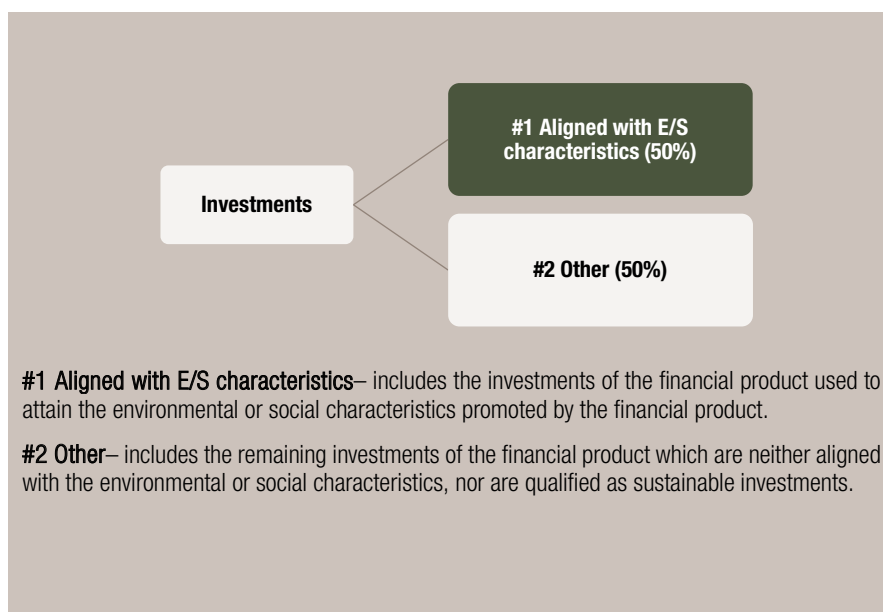 #1 Aligned with E/S
characteristics (50%)
Investments
#2 Other (50%)
#1 Aligned with E/S characteristics– includes the investments of the financial product used to
attain the environmental or social characteristics promoted by the financial product.
#2 Other– includes the remaining investments of the financial product which are neither aligned
with the environmental or social characteristics, nor are qualified as sustainable investments.